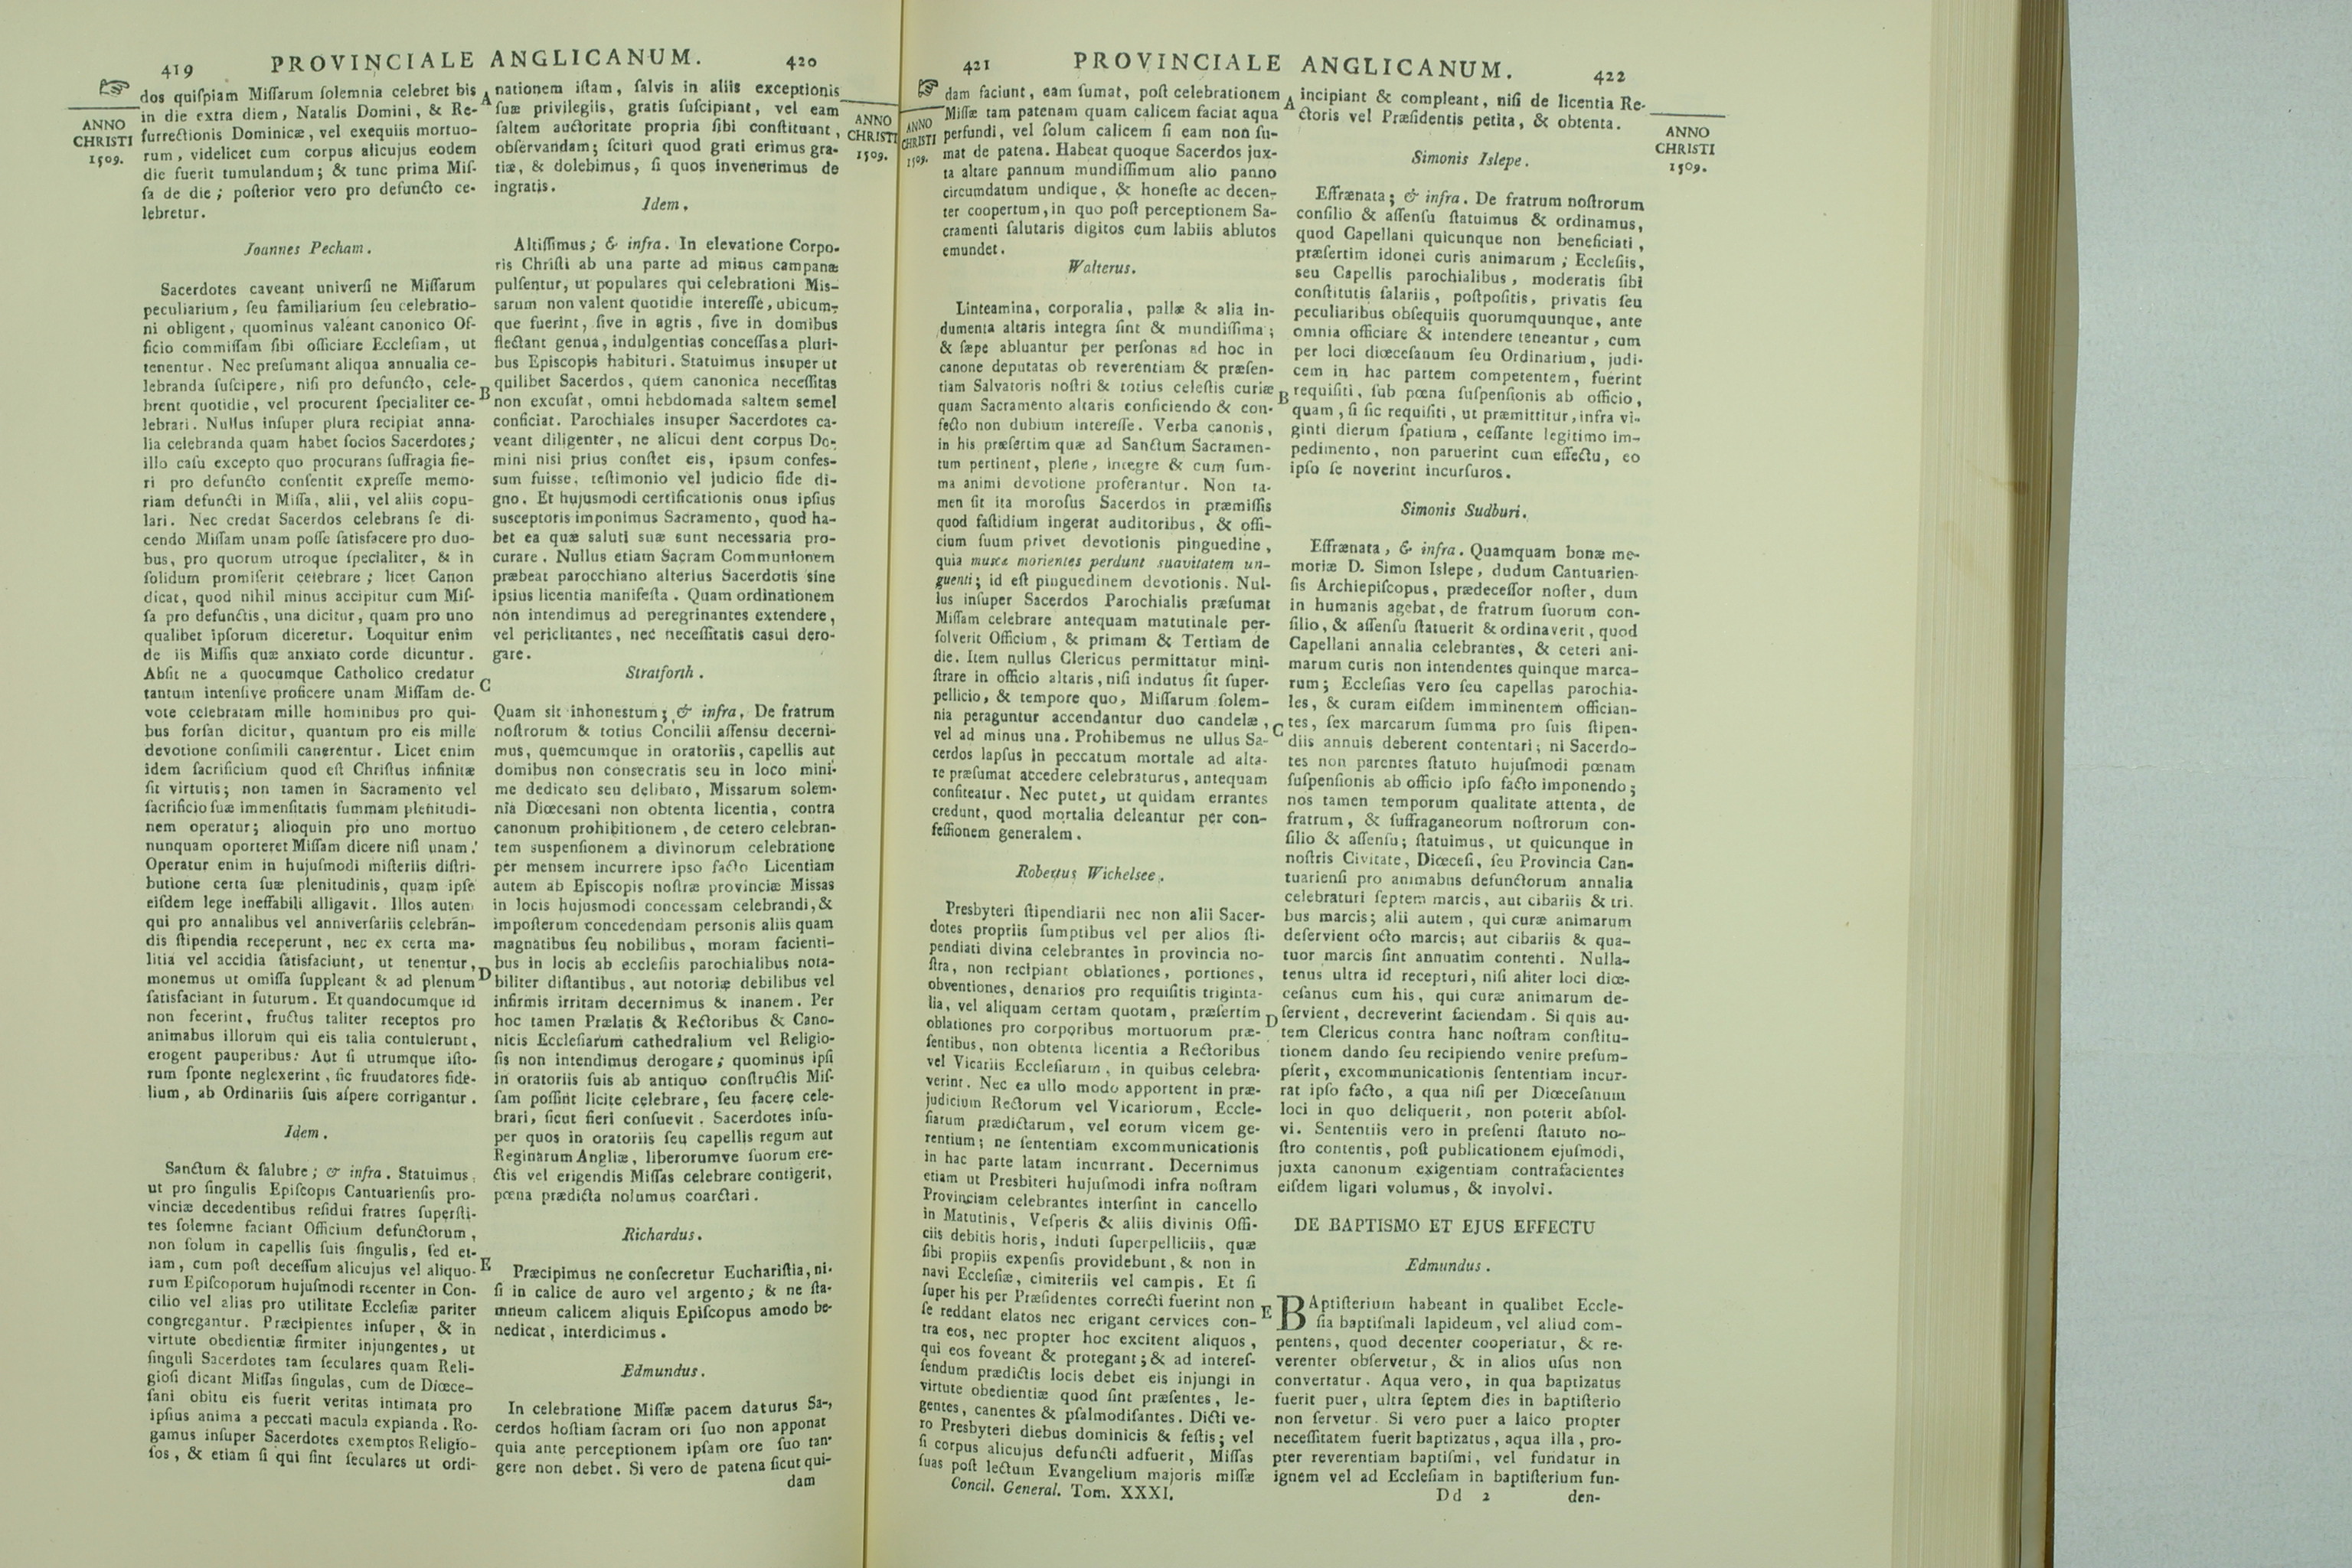 419 PROVINCIALE ANGLICANUM. 420
ANNO
CHRISTI
1509.
dos quiſpiam Miſſarum ſolemnia celebret bis
in die extra diem, Natalis Domini, & Re-
ſurrectionis Dominicæ, vel exequiis mortuo-
rum, videlicet cum corpus alicujus eodem
die fuerit tumulandum; & tunc prima Miſ-
ſa de die; poſterior vero pro defuncto ce-
lebretur.
Joannes Pecham.
Sacerdotes caveant univerſi ne Miſſarum
peculiarium, ſeu familiarium ſeu celebratio-
ni obligent, quominus valeant canonico Of-
ficio commiſſam ſibi officiare Eccleſiam, ut
tenentur. Nec preſumant aliqua annualia ce-
lebranda ſuſcipere, niſi pro defuncto, cele-
brent quotidie, vel procurent ſpecialiter ce-
lebrari. Nullus inſuper plura recipiat anna-
lia celebranda quam habet ſocios Sacerdotes;
illo caſu excepto quo procurans ſuffragia fie-
ri pro defuncto conſentit expreſſe memo-
riam defuncti in Miſſa, alii, vel aliis copu-
lari. Nec credat Sacerdos celebrans ſe di-
cendo Miſſam unam poſſe ſatisfacere pro duo-
bus, pro quorum utroque ſpecialiter, & in
ſolidum promiſerit celebrare; licet Canon
dicat, quod nihil minus accipitur cum Miſ-
ſa pro defunctis, una dicitur, quam pro uno
qualibet ipſorum diceretur. Loquitur enim
de iis Miſſis quæ anxiato corde dicuntur.
Abſit ne a quocumque Catholico credatur
tantum intenſive proficere unam Miſſam de-
vote celebratam mille hominibus pro qui-
bus forſan dicitur, quantum pro eis mille
devotione conſimili canerentur. Licet enim
idem ſacrificium quod eſt Chriſtus infinitæ
ſit virtutis; non tamen in Sacramento vel
ſacrificio ſuæ immenſitatis ſummam plenitudi-
nem operatur; alioquin pro uno mortuo
nunquam oporteret Miſſam dicere niſi unam.
Operatur enim in hujuſmodi miſteriis diſtri-
butione certa ſuæ plenitudinis, quam ipſe
eiſdem lege ineffabili alligavit. Illos autem
qui pro annalibus vel anniverſariis celebran-
dis ſtipendia receperunt, nec ex certa ma-
litia vel accidia ſatisfaciunt, ut tenentur,
monemus ut omiſſa ſuppleant & ad plenum
ſatisfaciant in futurum. Et quandocumque id
non fecerint, fructus taliter receptos pro
animabus illorum qui eis talia contulerunt,
erogent pauperibus: Aut ſi utrumque iſto-
rum ſponte neglexerint, ſic fruudatores fide-
lium, ab Ordinariis ſuis aſpere corrigantur.
Idem.
Sanctum & ſalubre; & infra. Statuimus,
ut pro ſingulis Epiſcopis Cantuarienſis pro-
vinciæ decedentibus reſidui fratres ſuperſti-
tes ſolemne faciant Officium defunctorum,
non ſolum in capellis ſuis ſingulis, ſed et-
iam, cum poſt deceſſum alicujus vel aliquo-
rum Epiſcoporum hujuſmodi recenter in Con-
cilio vel alias pro utilitate Eccleſiæ pariter
congregantur. Præcipientes inſuper, & in
virtute obedientiæ firmiter injungentes, ut
ſinguli Sacerdotes tam ſeculares quam Reli-
gioſi dicant Miſſas ſingulas, cum de Diœce-
ſani obitu eis fuerit veritas intimata pro
ipſius anima a peccati macula expianda. Ro-
gamus inſuper Sacerdotes exemptos Religio-
ſos, & etiam ſi qui ſint ſeculares ut ordi-
A
B
C
D
E
nationem iſtam, ſalvis in aliis exceptionis
ſuæ privilegiis, gratis ſuſcipiant, vel eam
ſaltem auctoritate propria ſibi conſtituant,
obſervandam; ſcituri quod grati erimus gra-
tiæ, & dolebimus, ſi quos invenerimus de
ingratis.
Idem.
Altiſſimus; & infra. In elevatione Corpo-
ris Chriſti ab una parte ad minus campanæ
pulſentur, ut populares qui celebrationi Mis-
sarum non valent quotidie intereſſe, ubicum-
que fuerint, ſive in agris, ſive in domibus
flectant genua, indulgentias conceſſas a pluri-
bus Episcopis habituri. Statuimus insuper ut
quilibet Sacerdos, quem canonica neceſſitas
non excuſat, omni hebdomada saltem semel
conficiat. Parochiales insuper Sacerdotes ca-
veant diligenter, ne alicui dent corpus Do-
mini nisi prius conſtet eis, ipsum confes-
sum fuisse, teſtimonio vel judicio fide di-
gno. Et hujusmodi certificationis onus ipſius
susceptoris imponimus Sacramento, quod ha-
bet ea quæ saluti suæ sunt necessaria pro-
curare. Nullus etiam Sacram Communionem
præbeat parocchiano alterius Sacerdotis sine
ipsius licentia manifeſta. Quam ordinationem
non intendimus ad peregrinantes extendere,
vel periclitantes, nec neceſſitatis casui dero-
gare.
Stratforth.
Quam sit inhonestum; & infra. De fratrum
noſtrorum & totius Concilii aſſensu decerni-
mus, quemcumque in oratoriis, capellis aut
domibus non consecratis seu in loco mini-
me dedicato seu delibato, Missarum solem-
nia Diœcesani non obtenta licentia, contra
canonum prohibitionem, de cetero celebran-
tem suspensionem a divinorum celebratione
per mensem incurrere ipso facto Licentiam
autem ab Episcopis noſtræ provinciæ Missas
in locis hujusmodi concessam celebrandi, &
impoſterum concedendam personis aliis quam
magnatibus ſeu nobilibus, moram facienti-
bus in locis ab eccleſiis parochialibus nota-
biliter diſtantibus, aut notoriæ debilibus vel
infirmis irritam decernimus & inanem. Per
hoc tamen Prælatis & Rectoribus & Cano-
nicis Eccleſiarum cathedralium vel Religio-
ſis non intendimus derogare; quominus ipſi
in oratoriis ſuis ab antiquo conſtructis Miſ-
ſam poſſint licite celebrare, ſeu facere cele-
brari, ſicut fieri conſuevit. Sacerdotes inſu-
per quos in oratoriis ſeu capellis regum aut
Reginarum Angliæ, liberorumve ſuorum ere-
ctis vel erigendis Miſſas celebrare contigerit,
pœna prædicta nolumus coarctari.
Richardus.
Præcipimus ne conſecretur Euchariſtia, ni-
ſi in calice de auro vel argento; & ne ſta-
mneum calicem aliquis Epiſcopus amodo be-
nedicat, interdicimus.
Edmundus.
In celebratione Miſſæ pacem daturus Sa-
cerdos hoſtiam ſacram ori ſuo non apponat
quia ante perceptionem ipſam ore ſuo tan-
gere non debet. Si vero de patena ſicut qui-
dam
ANNO
CHRISTI
1509.
421 PROVINCIALE ANGLICANUM. 422
ANNO
CHRISTI
1509.
dam faciunt, eam ſumat, poſt celebrationem
Miſſæ tam patenam quam calicem faciat aqua
perfundi, vel ſolum calicem ſi eam non ſu-
mat de patena. Habeat quoque Sacerdos jux-
ta altare pannum mundiſſimum alio panno
circumdatum undique, & honeſte ac decen-
ter coopertum, in quo poſt perceptionem Sa-
cramenti ſalutaris digitos cum labiis ablutos
emundet.
Walterus.
Linteamina, corporalia, pallæ & alia in-
dumenta altaris integra ſint & mundiſſima;
& ſæpe abluantur per perſonas ad hoc in
canone deputatas ob reverentiam & præſen-
tiam Salvatoris noſtri & totius celeſtis curiæ
quam Sacramento altaris conficiendo & con-
fecto non dubium intereſſe. Verba canonis,
in his præſertim quæ ad Sanctum Sacramen-
tum pertinent, plene, integre & cum ſum-
ma animi devotione proferantur. Non ta-
men ſit ita moroſus Sacerdos in præmiſſis
quod faſtidium ingerat auditoribus, & offi-
cium ſuum privet devotionis pinguedine,
quia muscæ morientes perdunt suavitatem un-
guenti; id eſt pinguedinem devotionis. Nul-
lus inſuper Sacerdos Parochialis præſumat
Miſſam celebrare antequam matutinale per-
ſolverit Officium, & primam & Tertiam de
die. Item nullus Clericus permittatur mini-
ſtrare in officio altaris, niſi indutus ſit ſuper-
pellicio, & tempore quo, Miſſarum ſolem-
nia peraguntur accendantur duo candelæ,
vel ad minus una. Prohibemus ne ullus Sa-
cerdos lapſus in peccatum mortale ad alta-
re præſumat accedere celebraturus, antequam
confiteatur. Nec putet, ut quidam errantes
credunt, quod mortalia deleantur per con-
feſſionem generalem.
Robertus Wichelsee.
Presbyteri ſtipendiarii nec non alii Sacer-
dotes propriis ſumptibus vel per alios ſti-
pendiati divina celebrantes in provincia no-
ſtra, non recipiant oblationes, portiones,
obventiones, denarios pro requiſitis triginta-
lia, vel aliquam certam quotam, præſertim
oblationes pro corporibus mortuorum præ-
ſentibus, non obtenta licentia a Rectoribus
vel Vicariis Eccleſiarum, in quibus celebra-
verint. Nec ea ullo modo apportent in præ-
judicium Rectorum vel Vicariorum, Eccle-
ſiarum prædictarum, vel eorum vicem ge-
rentium; ne ſententiam excommunicationis
in hac parte latam incurrant. Decernimus
etiam ut Presbiteri hujuſmodi infra noſtram
Provinciam celebrantes interſint in cancello
in Matutinis, Veſperis & aliis divinis Offi-
ciis debitis horis, induti ſuperpelliciis, quæ
ſibi propiis expenſis providebunt, & non in
navi Eccleſiæ, cimiteriis vel campis. Et ſi
ſuper his per Præſidentes correcti fuerint non
ſe reddant elatos nec erigant cervices con-
tra eos, nec propter hoc excitent aliquos,
qui eos foveant & protegant; & ad intereſ-
ſendum prædictis locis debet eis injungi in
virtute obedientiæ quod ſint præſentes, le-
gentes, canentes & pſalmodiſantes. Dicti ve-
ro Presbyteri diebus dominicis & feſtis; vel
ſi corpus alicujus defuncti adfuerit, Miſſas
ſuas poſt lectum Evangelium majoris miſſæ
Concil. General. Tom. XXXI.
A
B
C
D
E
incipiant & compleant, niſi de licentia Re-
ctoris vel Præſidentis petita, & obtenta.
Simonis Islepe.
Effrænata; & infra. De fratrum noſtrorum
conſilio & aſſenſu ſtatuimus & ordinamus,
quod Capellani quicunque non beneficiati,
præſertim idonei curis animarum; Eccleſiis,
seu Capellis parochialibus, moderatis ſibi
conſtitutis ſalariis, poſtpoſitis, privatis ſeu
peculiaribus obſequiis quorumquunque, ante
omnia officiare & intendere teneantur, cum
per loci diœceſanum ſeu Ordinarium, judi-
cem in hac partem competentem, fuerint
requiſiti, ſub pœna ſuſpenſionis ab officio,
quam, ſi ſic requiſiti, ut præmittitur, infra vi-
ginti dierum ſpatium, ceſſante legitimo im-
pedimento, non paruerint cum effectu, eo
ipſo ſe noverint incurſuros.
Simonis Sudburi.
Effrænata, & infra. Quamquam bonæ me-
moriæ D. Simon Islepe, dudum Cantuarien-
ſis Archiepiſcopus, prædeceſſor noſter, dum
in humanis agebat, de fratrum ſuorum con-
ſilio, & aſſenſu ſtatuerit & ordinaverit, quod
Capellani annalia celebrantes, & ceteri ani-
marum curis non intendentes quinque marca-
rum; Eccleſias vero ſeu capellas parochia-
les, & curam eiſdem imminentem offician-
tes, ſex marcarum ſumma pro ſuis ſtipen-
diis annuis deberent contentari; ni Sacerdo-
tes non parentes ſtatuto hujuſmodi pœnam
ſuſpenſionis ab officio ipſo facto imponendo;
nos tamen temporum qualitate attenta, de
fratrum, & ſuffraganeorum noſtrorum con-
ſilio & aſſenſu; ſtatuimus, ut quicunque in
noſtris Civitate, Diœceſi, ſeu Provincia Can-
tuarienſi pro animabus defunctorum annalia
celebraturi ſeptem marcis, aut cibariis & tri.
bus marcis; alii autem, qui curæ animarum
deſervient octo marcis; aut cibariis & qua-
tuor marcis ſint annuatim contenti. Nulla-
tenus ultra id recepturi, niſi aliter loci diœ-
ceſanus cum his, qui curæ animarum de-
ſervient, decreverint faciendam. Si quis au-
tem Clericus contra hanc noſtram conſtitu-
tionem dando ſeu recipiendo venire preſum-
pſerit, excommunicationis ſententiam incur-
rat ipſo facto, a qua niſi per Diœceſanum
loci in quo deliquerit, non poterit abſol-
vi. Sententiis vero in preſenti ſtatuto no-
ſtro contentis, poſt publicationem ejuſmodi,
juxta canonum exigentiam contrafacientes
eiſdem ligari volumus, & involvi.
DE BAPTISMO ET EJUS EFFECTU
Edmundus.
BAptiſterium habeant in qualibet Eccle-
ſia baptiſmali lapideum, vel aliud com-
pentens, quod decenter cooperiatur, & re-
verenter obſervetur, & in alios uſus non
convertatur. Aqua vero, in qua baptizatus
fuerit puer, ultra ſeptem dies in baptiſterio
non ſervetur. Si vero puer a laico propter
neceſſitatem fuerit baptizatus, aqua illa, pro-
pter reverentiam baptiſmi, vel fundatur in
ignem vel ad Eccleſiam in baptiſterium fun-
Dd 2 den-
ANNO
CHRISTI
1509.